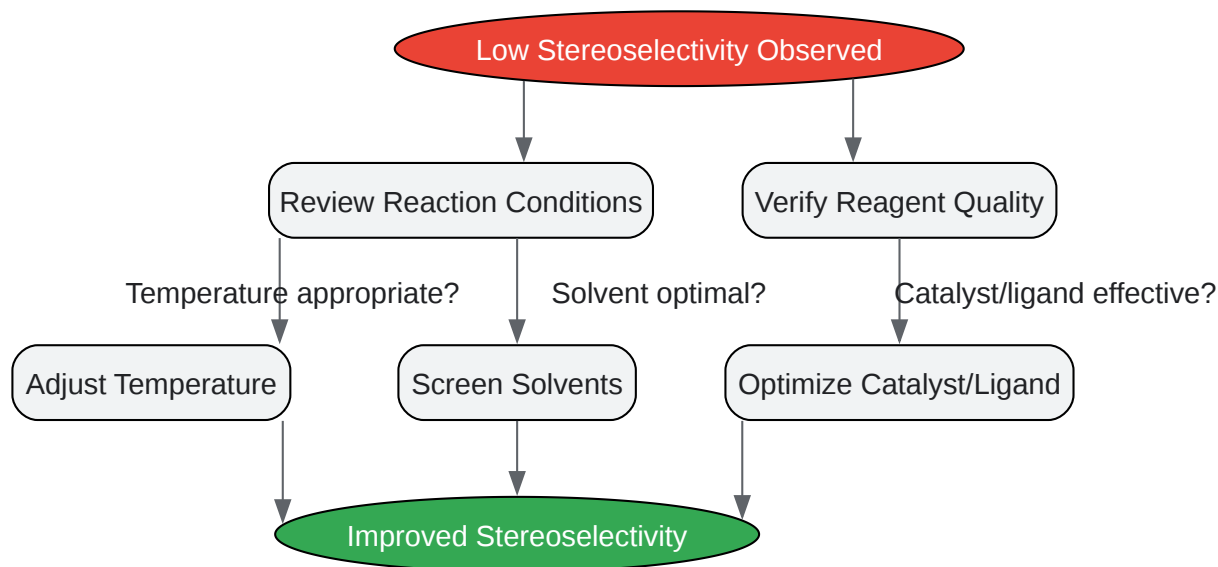 Low Stereoselectivity Observed
Review Reaction Conditions
Verify Reagent Quality
Temperature appropriate?
Solvent optimal?
Catalyst/ligand effective?
Adjust Temperature
Screen Solvents
Optimize Catalyst/Ligand
Improved Stereoselectivity